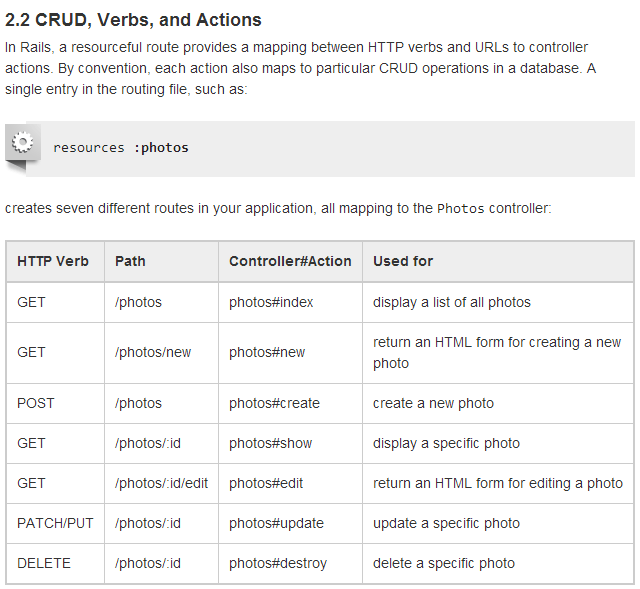 2.2 CRUD, Verbs, and Actions
In Rails, a resourceful route provides a mapping between HTTP verbs and URLs to controller
actions. By convention, each action also maps to particular CRUD operations in a database. A
single entry in the routing file, such as:
resources :photos
creates seven different routes in your application, all mapping to the Photos controller:
HTTP Verb Path Controller#Action Used for
GET /photos photos#index display a list of all photos
GET /photos/new photos#new return an HTML form for creating a new
photo
POST /photos photos#create create a new photo
GET /photos/:id photos#show display a specific photo
GET /photos/:id/edit photos#edit return an HTML form for editing a photo
PATCH/PUT /photos/:id photos#update update a specific photo
DELETE /photos/:id photos#destroy delete a specific photo